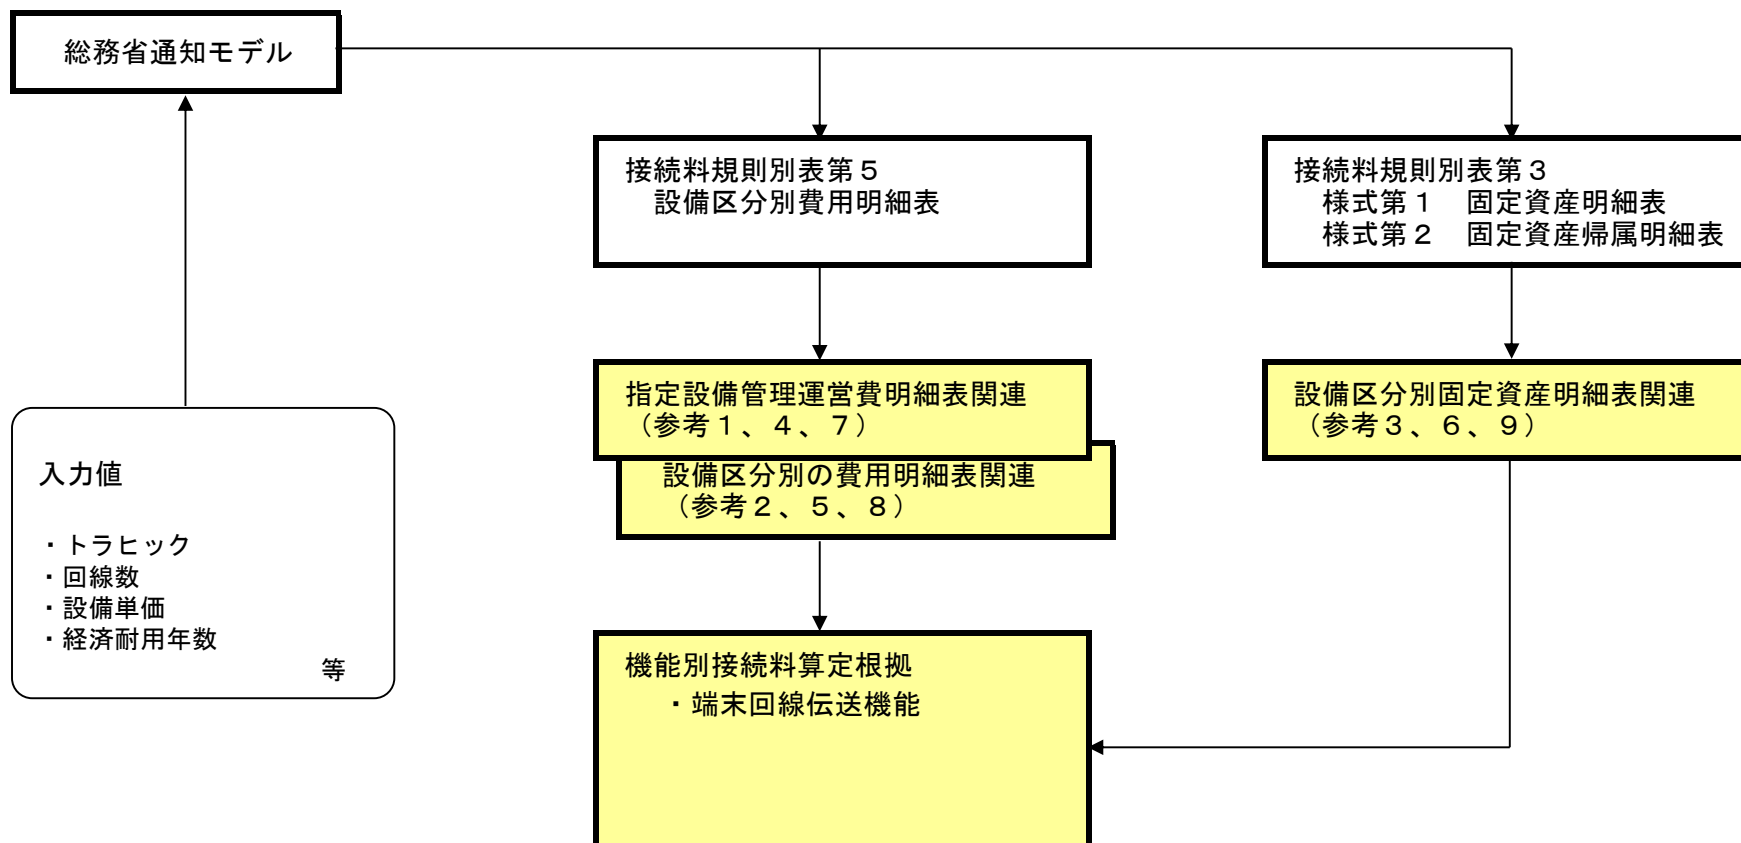 総務省通知モデル
接続料規則別表第５
設備区分別費用明細表
接続料規則別表第３
様式第１　固定資産明細表
様式第２　固定資産帰属明細表
指定設備管理運営費明細表関連
（参考１、４、７）
設備区分別の費用明細表関連
（参考２、５、８）
設備区分別固定資産明細表関連
（参考３、６、９）
入力値
・トラヒック
・回線数
・設備単価
・経済耐用年数
等
機能別接続料算定根拠
・端末回線伝送機能